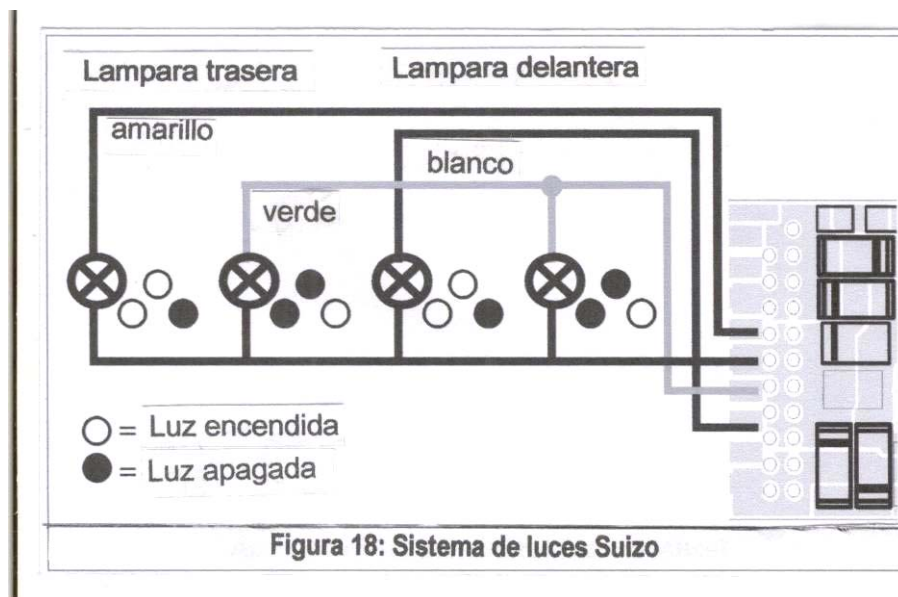 Lampara trasera
Lampara delantera
amarillo
blanco
verde
= Luz encendida
= Luz apagada
Figura 18: Sistema de luces Suizo